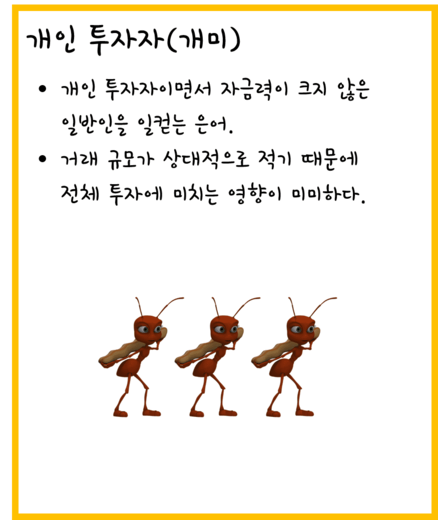 개인 투자자(개미)
• 개인 투자자이면서 자금력이 크지 않은
일반인을 일컫는 은어.
• 거래 규모가 상대적으로 적기 때문에
전체 투자에 미치는 영향이 미미하다.